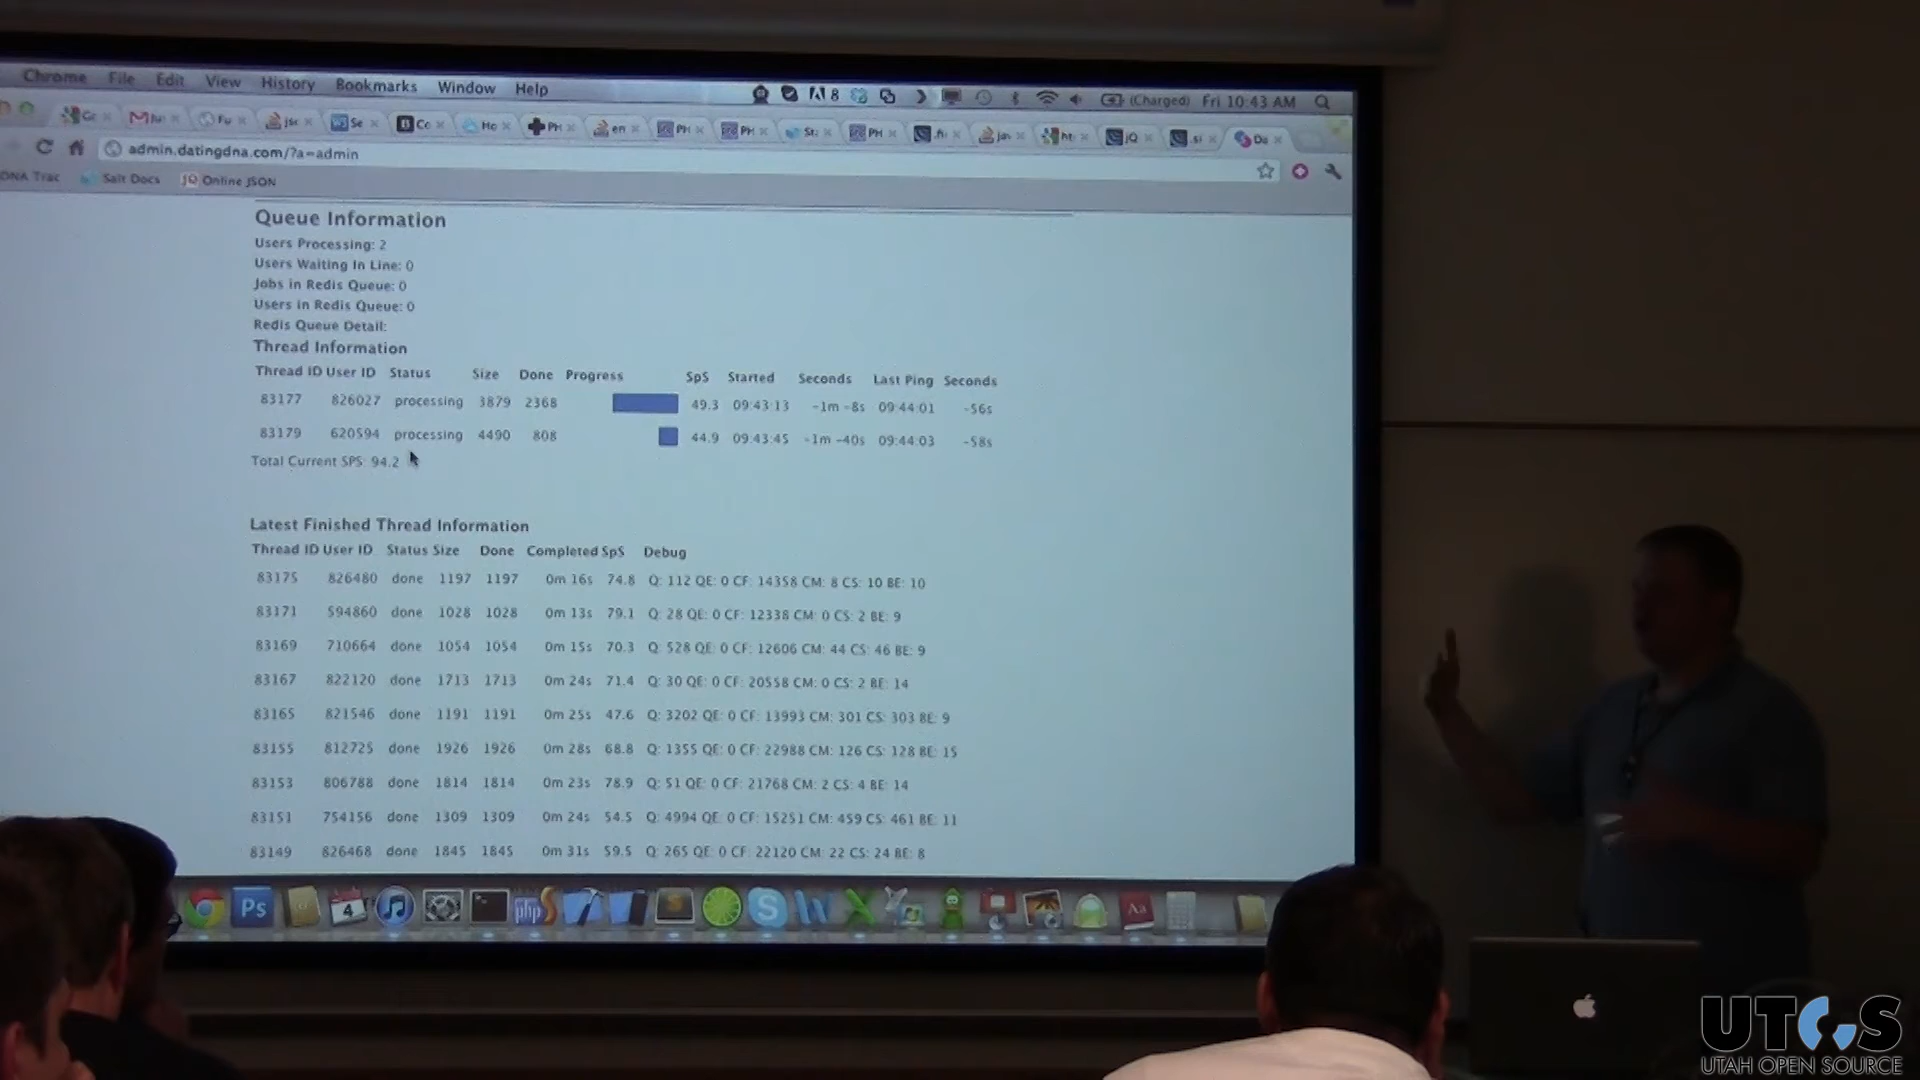 Chrome File Edit View History Bookmarks Window Help
8 (Charged) Fri 10:43 AM
admin.datingdna.com/?a=admin
DNA Trac Salt Docs Online JSON
Queue Information
Users Processing: 2
Users Waiting In Line: 0
Jobs in Redis Queue: 0
Users in Redis Queue: 0
Redis Queue Detail:
Thread Information
Thread ID User ID Status Size Done Progress SpS Started Seconds Last Ping Seconds
83177 826027 processing 3879 2368 49.3 09:43:13 -1m -8s 09:44:01 -56s
83179 620594 processing 4490 808 44.9 09:43:45 -1m -40s 09:44:03 -58s
Total Current SPS: 94.2
Latest Finished Thread Information
Thread ID User ID Status Size Done Completed SpS Debug
83175 826480 done 1197 1197 0m 16s 74.8 Q: 112 QE: 0 CF: 14358 CM: 8 CS: 10 BE: 10
83171 594860 done 1028 1028 0m 13s 79.1 Q: 28 QE: 0 CF: 12338 CM: 0 CS: 2 BE: 9
83169 710664 done 1054 1054 0m 15s 70.3 Q: 528 QE: 0 CF: 12606 CM: 44 CS: 46 BE: 9
83167 822120 done 1713 1713 0m 24s 71.4 Q: 30 QE: 0 CF: 20558 CM: 0 CS: 2 BE: 14
83165 821546 done 1191 1191 0m 25s 47.6 Q: 3202 QE: 0 CF: 13993 CM: 301 CS: 303 BE: 9
83155 812725 done 1926 1926 0m 28s 68.8 Q: 1355 QE: 0 CF: 22988 CM: 126 CS: 128 BE: 15
83153 806788 done 1814 1814 0m 23s 78.9 Q: 51 QE: 0 CF: 21768 CM: 2 CS: 4 BE: 14
83151 754156 done 1309 1309 0m 24s 54.5 Q: 4994 QE: 0 CF: 15251 CM: 459 CS: 461 BE: 11
83149 826468 done 1845 1845 0m 31s 59.5 Q: 265 QE: 0 CF: 22120 CM: 22 CS: 24 BE: 8
Ps 4 php Aa
UTOS
UTAH OPEN SOURCE